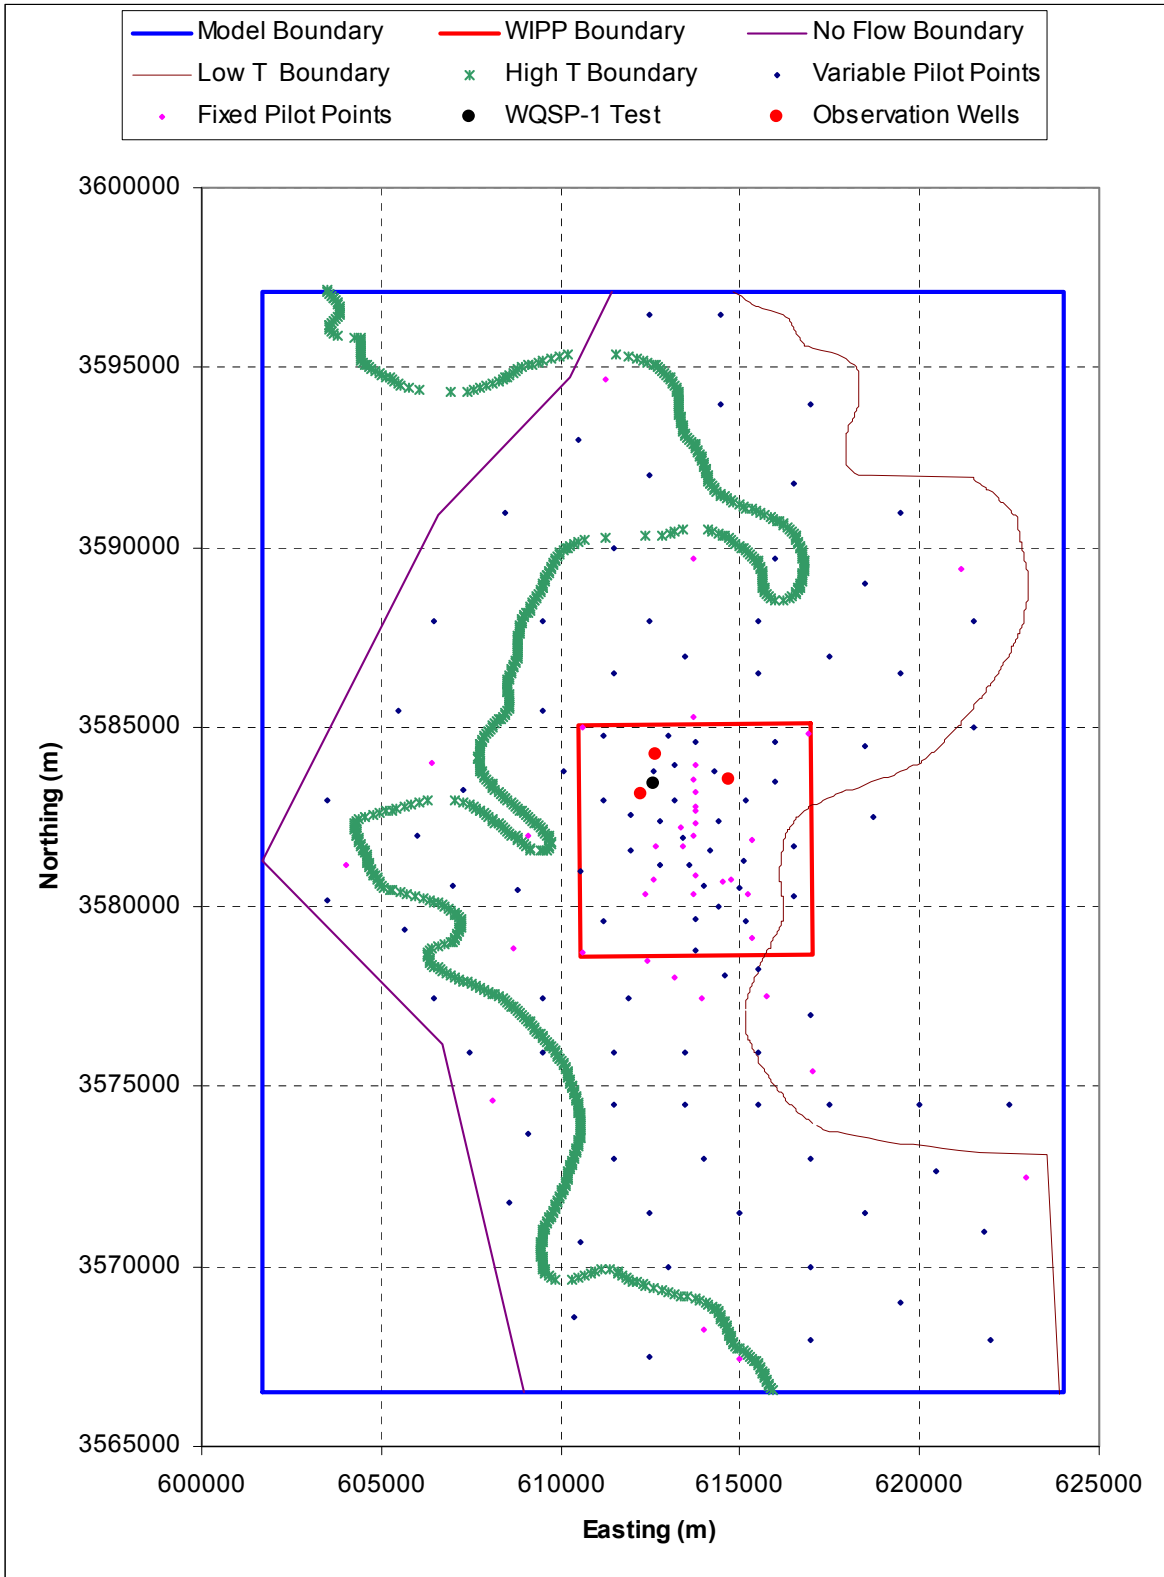 Model Boundary WIPP Boundary No Flow Boundary
Low T Boundary High T Boundary Variable Pilot Points
Fixed Pilot Points WQSP-1 Test Observation Wells
3600000
3595000
3590000
3585000
3580000
3575000
3570000
3565000
Northing (m)
600000 605000 610000 615000 620000 625000
Easting (m)